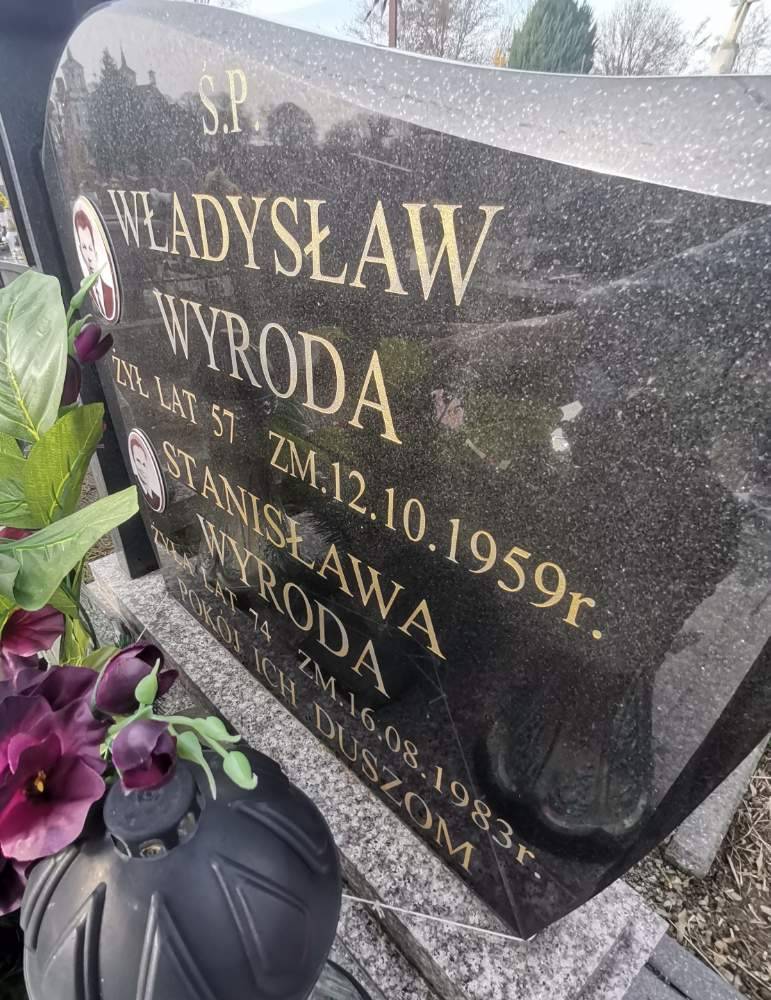 Ś.P.
WŁADYSŁAW
WYRODA
ŻYŁ LAT 57 ZM.12.10.1959r.
STANISŁAWA
WYRODA
ŻYŁA LAT 74 ZM.16.08.1983r.
POKÓJ ICH DUSZOM